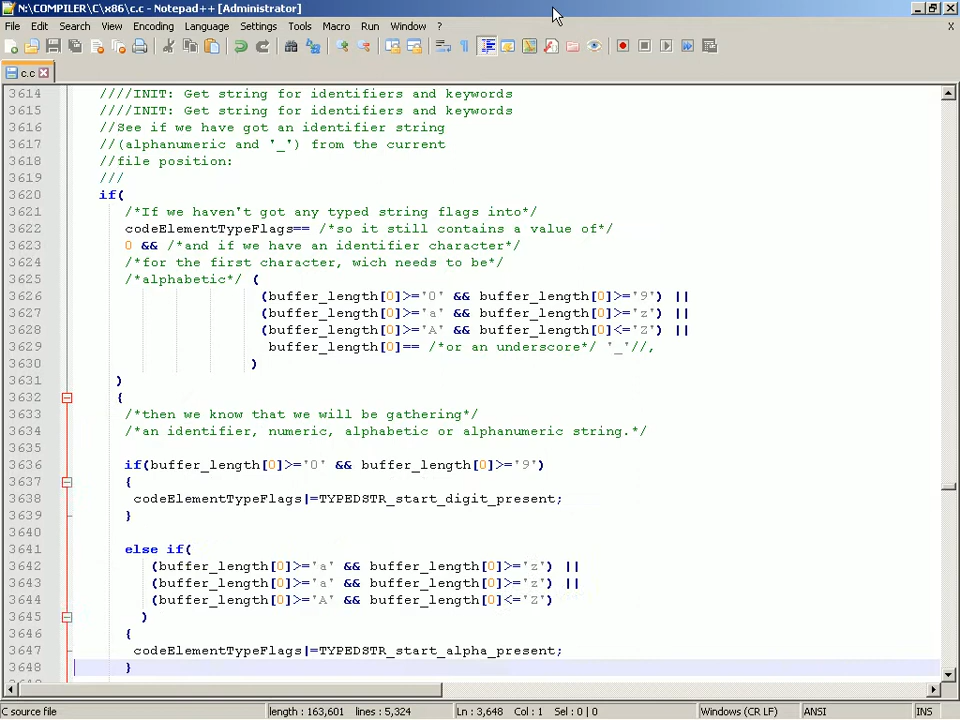 N:\COMPILER\C\x86\c.c - Notepad++ [Administrator]
File Edit Search View Encoding Language Settings Tools Macro Run Window ? X
c.c
3614 ////INIT: Get string for identifiers and keywords
3615 ////INIT: Get string for identifiers and keywords
3616 //See if we have got an identifier string
3617 //(alphanumeric and '_') from the current
3618 //file position:
3619 ///
3620 if(
3621 /*If we haven't got any typed string flags into*/
3622 codeElementTypeFlags== /*so it still contains a value of*/
3623 0 && /*and if we have an identifier character*/
3624 /*for the first character, wich needs to be*/
3625 /*alphabetic*/ (
3626 (buffer_length[0]>='0' && buffer_length[0]>='9') ||
3627 (buffer_length[0]>='a' && buffer_length[0]>='z') ||
3628 (buffer_length[0]>='A' && buffer_length[0]<='Z') ||
3629 buffer_length[0]== /*or an underscore*/ '_'//,
3630 )
3631 )
3632 {
3633 /*then we know that we will be gathering*/
3634 /*an identifier, numeric, alphabetic or alphanumeric string.*/
3635
3636 if(buffer_length[0]>='0' && buffer_length[0]>='9')
3637 {
3638 codeElementTypeFlags|=TYPEDSTR_start_digit_present;
3639 }
3640
3641 else if(
3642 (buffer_length[0]>='a' && buffer_length[0]>='z') ||
3643 (buffer_length[0]>='a' && buffer_length[0]>='z') ||
3644 (buffer_length[0]>='A' && buffer_length[0]<='Z')
3645 )
3646 {
3647 codeElementTypeFlags|=TYPEDSTR_start_alpha_present;
3648 }
C source file length : 163,601 lines : 5,324 Ln : 3,648 Col : 1 Sel : 0 | 0 Windows (CR LF) ANSI INS